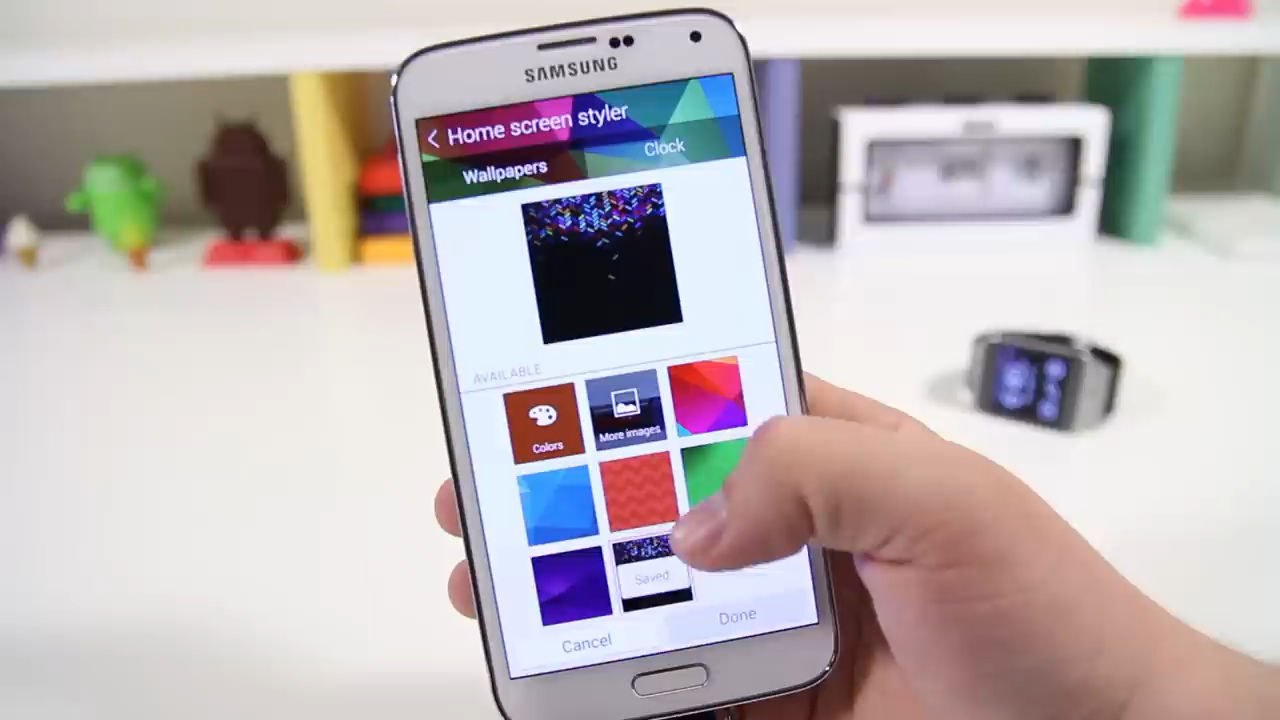 SAMSUNG
Home screen styler
Wallpapers
Clock
AVAILABLE
Colors
More images
Saved
Cancel
Done